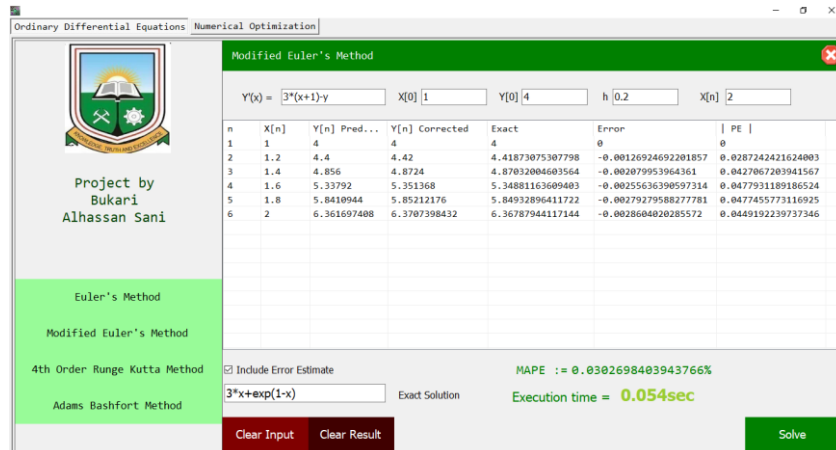 Ordinary Differential Equations Numerical Optimization
Modified Euler's Method
Y'(x) = 3*(x+1)-y X[0] 1 Y[0] 4 h 0.2 X[n] 2
n X[n] Y[n] Pred... Y[n] Corrected Exact Error | PE |
1 1 4 4 4 0 0
2 1.2 4.4 4.42 4.41873075307798 -0.00126924692201857 0.0287242421624003
3 1.4 4.856 4.8724 4.87032004603564 -0.002079953964361 0.0427067203941567
4 1.6 5.33792 5.351368 5.34881163609403 -0.00255636390597314 0.0477931189186524
5 1.8 5.8410944 5.85212176 5.84932896411722 -0.00279279588277781 0.0477455773116925
6 2 6.361697408 6.3707398432 6.36787944117144 -0.0028604020285572 0.0449192239737346
KNOWLEDGE, TRUTH AND EXCELLENCE
Project by
Bukari
Alhassan Sani
Euler's Method
Modified Euler's Method
4th Order Runge Kutta Method
Adams Bashfort Method
Include Error Estimate
MAPE := 0.0302698403943766%
3*x+exp(1-x) Exact Solution
Execution time = 0.054sec
Clear Input Clear Result Solve